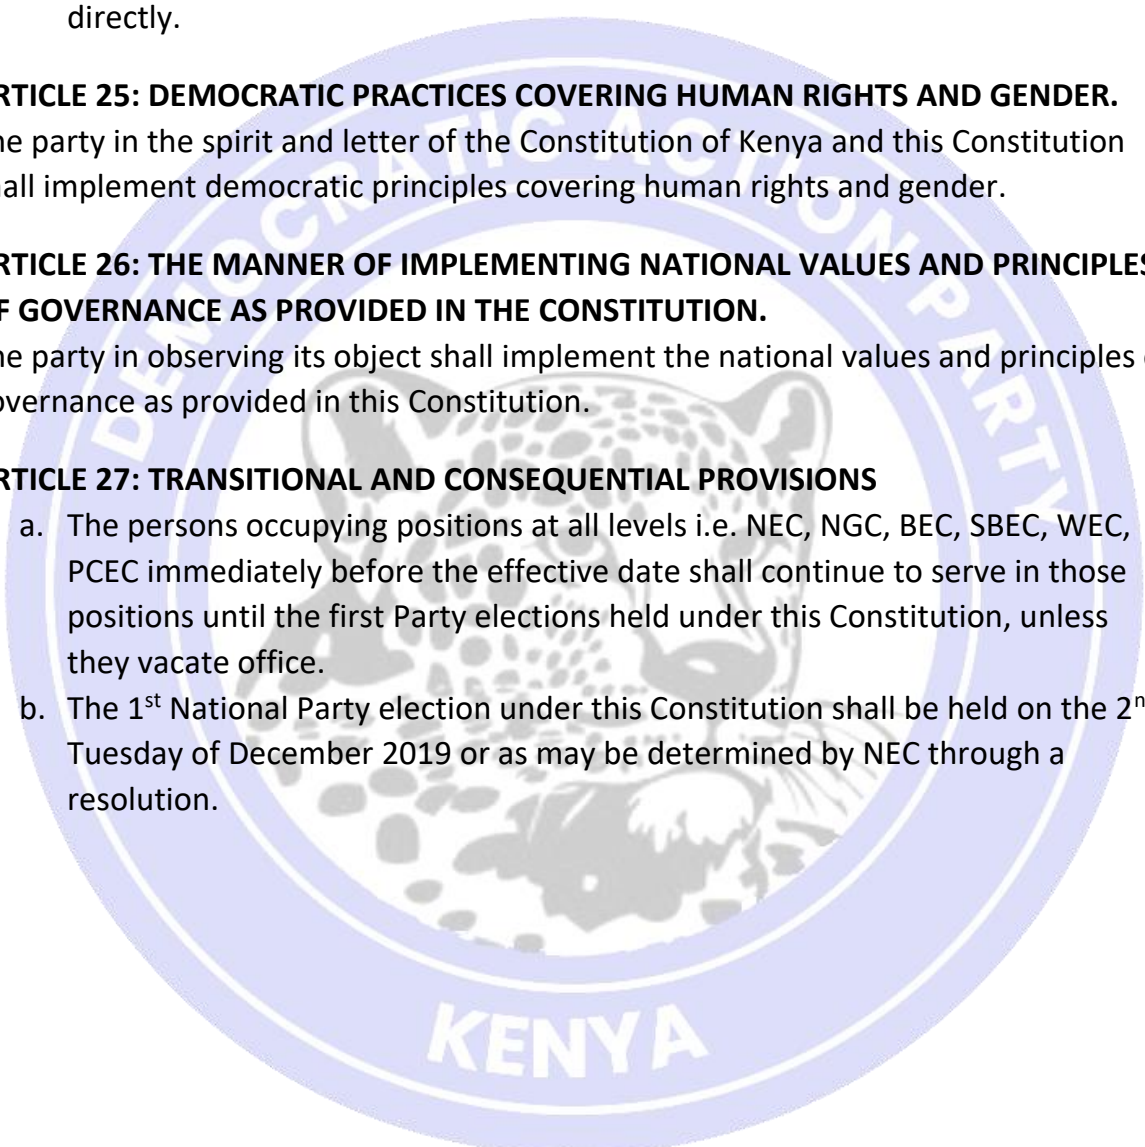 directly.
RTICLE 25: DEMOCRATIC PRACTICES COVERING HUMAN RIGHTS AND GENDER.
he party in the spirit and letter of the Constitution of Kenya and this Constitution
hall implement democratic principles covering human rights and gender.
RTICLE 26: THE MANNER OF IMPLEMENTING NATIONAL VALUES AND PRINCIPLES
F GOVERNANCE AS PROVIDED IN THE CONSTITUTION.
he party in observing its object shall implement the national values and principles
overnance as provided in this Constitution.
RTICLE 27: TRANSITIONAL AND CONSEQUENTIAL PROVISIONS
a. The persons occupying positions at all levels i.e. NEC, NGC, BEC, SBEC, WEC,
PCEC immediately before the effective date shall continue to serve in those
positions until the first Party elections held under this Constitution, unless
they vacate office.
b. The 1st National Party election under this Constitution shall be held on the 2n
Tuesday of December 2019 or as may be determined by NEC through a
resolution.
DEMOCRATIC ACTION PARTY
KENYA